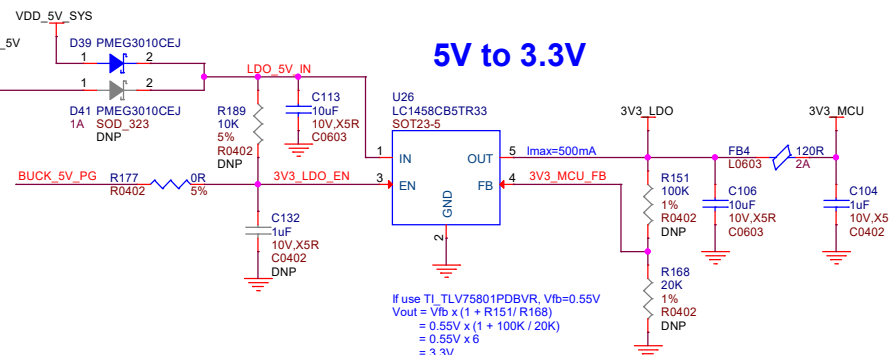 VDD_5V_SYS
_5V
D39 PMEG3010CEJ
1 2
1 2
D41 PMEG3010CEJ
1A SOD_323
DNP
5V to 3.3V
LDO_5V_IN
R189
10K
5%
R0402
DNP
C113
10uF
10V,X5R
C0603
U26
LC1458CB5TR33
SOT23-5
1 IN
OUT 5
Imax=500mA
3 EN
FB 4
3V3_MCU_FB
GND
2
BUCK_5V_PG
R177 0R
R0402 5%
3V3_LDO_EN
C132
1uF
10V,X5R
C0402
DNP
3V3_LDO
3V3_MCU
FB4 120R
L0603 2A
R151
100K
1%
R0402
DNP
C106
10uF
10V,X5R
C0603
C104
1uF
10V,X5
C0402
R168
20K
1%
R0402
DNP
If use TI_TLV75801PDBVR, Vfb=0.55V
Vout = Vfb x (1 + R151/ R168)
= 0.55V x (1 + 100K / 20K)
= 0.55V x 6
= 3.3V